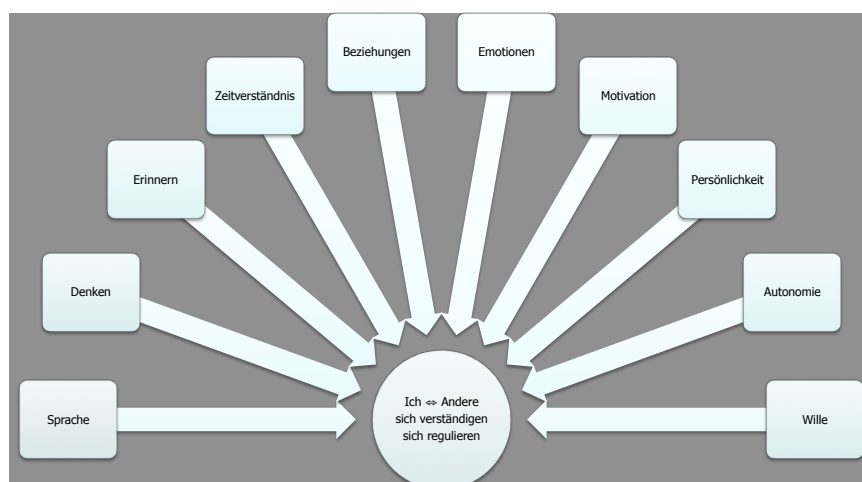 Beziehungen
Emotionen
Zeitverständnis
Motivation
Erinnern
Persönlichkeit
Denken
Autonomie
Sprache
Ich ⇔ Andere
sich verständigen
sich regulieren
Wille